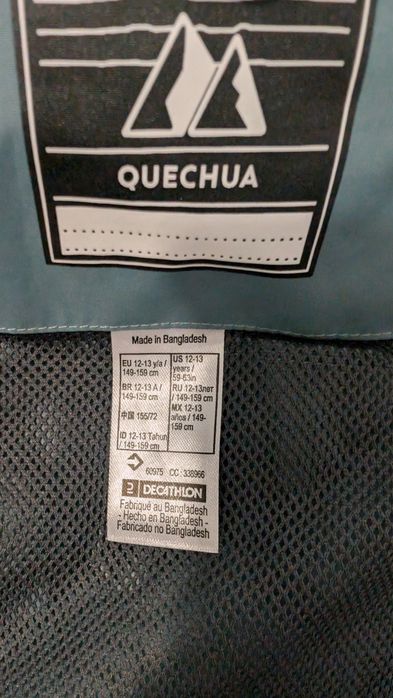 QUECHUA
Made in Bangladesh
EU 12-13 y/a /
149-159 cm
BR 12-13 A /
149-159 cm
中国 155/72
ID 12-13 Tahun
/ 149-159 cm
US 12-13
years /
59-63in
RU 12-13лет
/ 149-159 cm
MX 12-13
años / 149-
159 cm
60975 CC : 338966
DECATHLON
Fabriqué au Bangladesh
- Hecho en Bangladesh -
Fabricado no Bangladesh